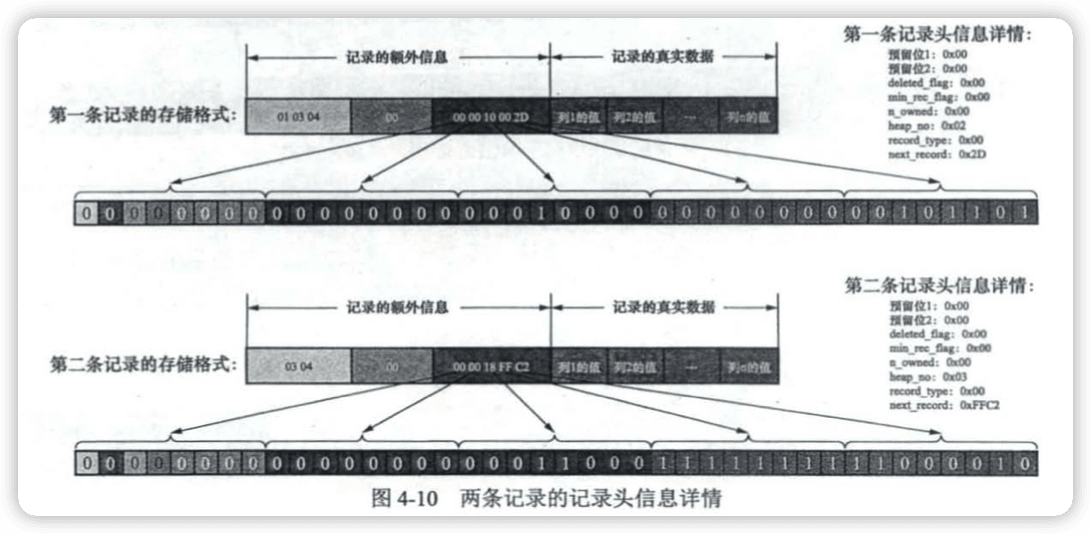 记录的额外信息 记录的真实数据
第一条记录头信息详情:
预留位1: 0x00
预留位2: 0x00
deleted_flag: 0x00
min_rec_flag: 0x00
n_owned: 0x00
heap_no: 0x02
record_type: 0x00
next_record: 0x2D
第一条记录的存储格式: 01 03 04 00 00 00 10 00 2D 列1的值 列2的值 … 列n的值
0 0 0 0 0 0 0 0 0 0 0 0 0 0 0 0 0 0 0 1 0 0 0 0 0 0 0 0 0 0 0 0 0 0 1 0 1 1 0 1
记录的额外信息 记录的真实数据
第二条记录头信息详情:
预留位1: 0x00
预留位2: 0x00
deleted_flag: 0x00
min_rec_flag: 0x00
n_owned: 0x00
heap_no: 0x03
record_type: 0x00
next_record: 0xFFC2
第二条记录的存储格式: 03 04 00 00 00 18 FF C2 列1的值 列2的值 … 列n的值
0 0 0 0 0 0 0 0 0 0 0 0 0 0 0 0 0 0 0 1 1 0 0 0 1 1 1 1 1 1 1 1 1 1 0 0 0 0 1 0
图 4-10 两条记录的记录头信息详情